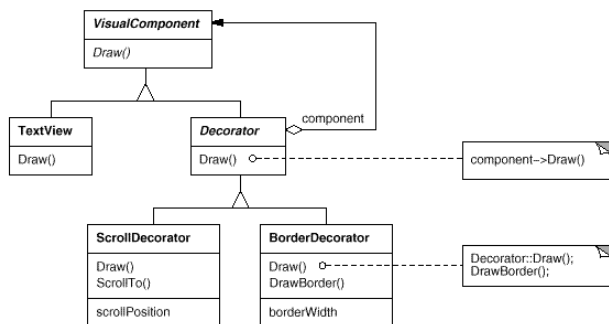 VisualComponent
Draw()
component
TextView
Draw()
Decorator
Draw()
component->Draw()
ScrollDecorator
Draw()
ScrollTo()
scrollPosition
BorderDecorator
Draw()
DrawBorder()
borderWidth
Decorator::Draw();
DrawBorder();